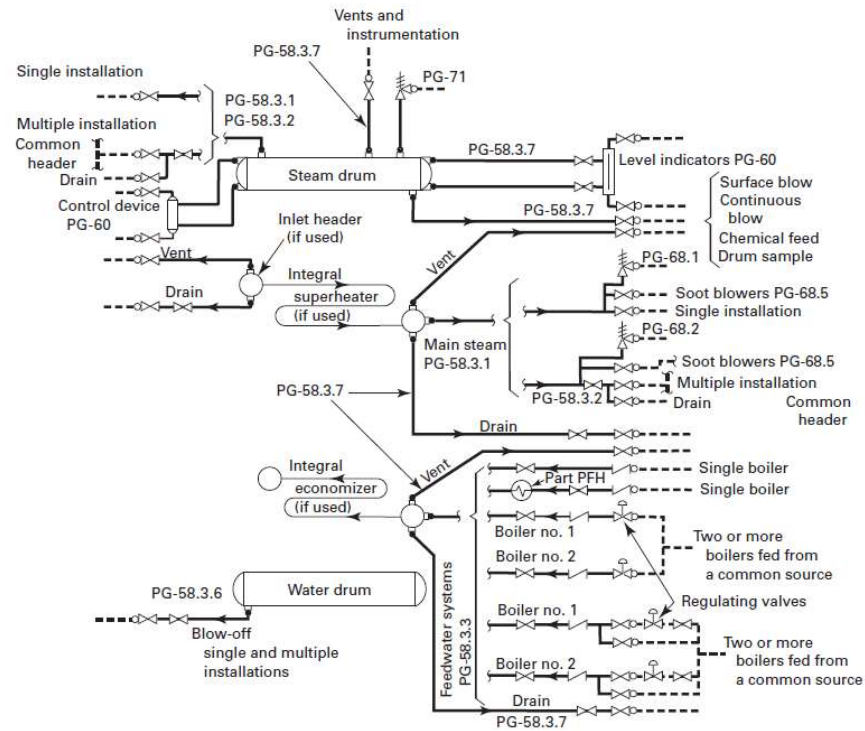 Vents and
instrumentation
PG-58.3.7
PG-71
Single installation
PG-58.3.1
PG-58.3.2
Multiple installation
Common
header
Drain
Control device
PG-60
Steam drum
PG-58.3.7
Level indicators PG-60
PG-58.3.7
Surface blow
Continuous
blow
Chemical feed
Drum sample
Inlet header
(if used)
Vent
Drain
Integral
superheater
(if used)
Vent
Main steam
PG-58.3.1
PG-68.1
Soot blowers PG-68.5
Single installation
PG-68.2
Soot blowers PG-68.5
PG-58.3.2
Multiple installation
Drain
Common
header
PG-58.3.7
Drain
Integral
economizer
(if used)
Vent
Single boiler
Part PFH
Single boiler
Boiler no. 1
Boiler no. 2
Two or more
boilers fed from
a common source
Regulating valves
PG-58.3.6
Water drum
Blow-off
single and multiple
installations
Feedwater systems
PG-58.3.3
Boiler no. 1
Boiler no. 2
Two or more
boilers fed from
a common source
Drain
PG-58.3.7